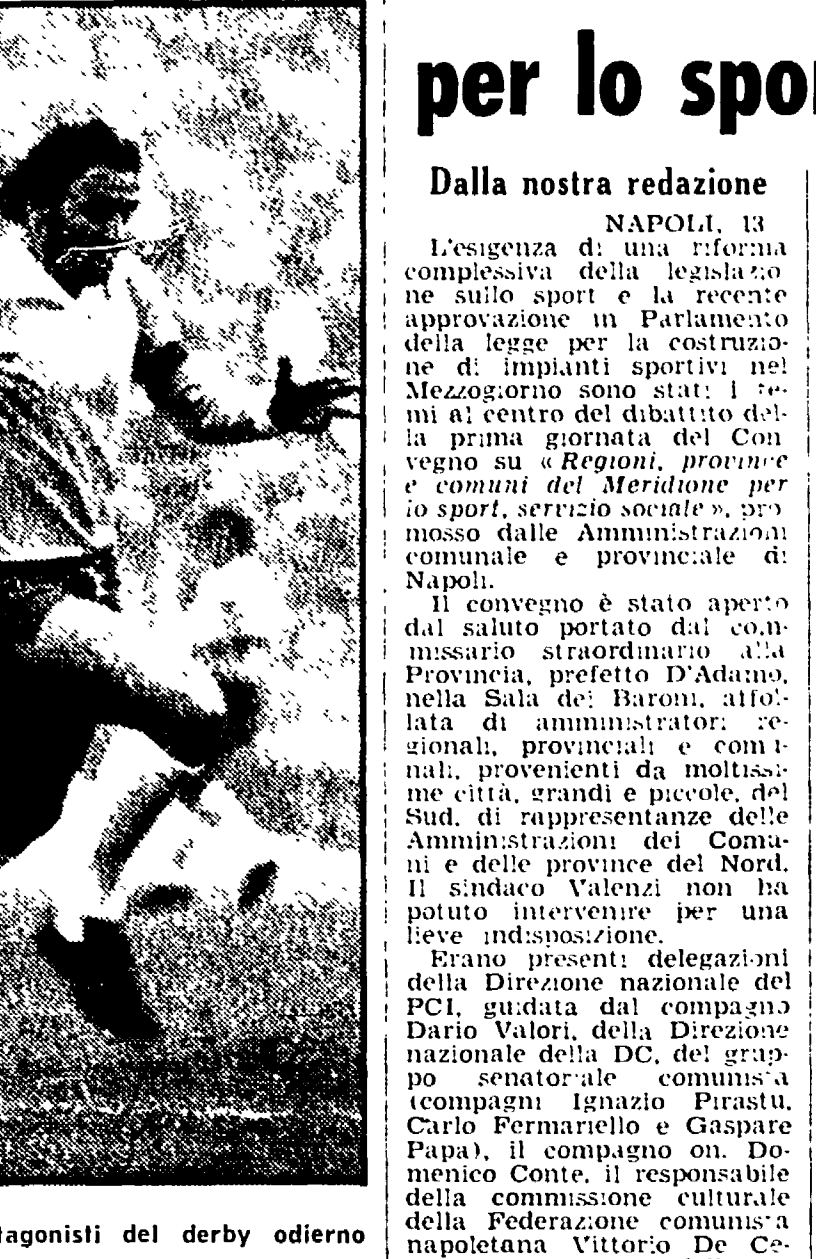 per lo spo
Dalla nostra redazione
NAPOLI, 13
L'esigenza di una riforma
complessiva della legislazio
ne sullo sport e la recente
approvazione in Parlamento
della legge per la costruzio-
ne di impianti sportivi nel
Mezzogiorno sono stati i te-
mi al centro del dibattito del-
la prima giornata del Con
vegno su « Regioni, province
e comuni del Meridione per
lo sport, servizio sociale », pro
mosso dalle Amministrazioni
comunale e provinciale di
Napoli.
Il convegno è stato aperto
dal saluto portato dal com-
missario straordinario alla
Provincia, prefetto D'Adamo,
nella Sala dei Baroni, affol-
lata di amministratori re-
gionali, provinciali e comu-
nali, provenienti da moltissi-
me città, grandi e piccole, del
Sud, di rappresentanze delle
Amministrazioni dei Comu-
ni e delle province del Nord.
Il sindaco Valenzi non ha
potuto intervenire per una
lieve indisposizione.
Erano presenti delegazioni
della Direzione nazionale del
PCI, guidata dal compagno
Dario Valori, della Direzione
nazionale della DC, del grup-
po senatoriale comunista
(compagni Ignazio Pirastu,
Carlo Fermariello e Gaspare
Papa), il compagno on. Do-
menico Conte, il responsabile
della commissione culturale
della Federazione comunista
napoletana Vittorio De Ce-
tagonisti del derby odierno